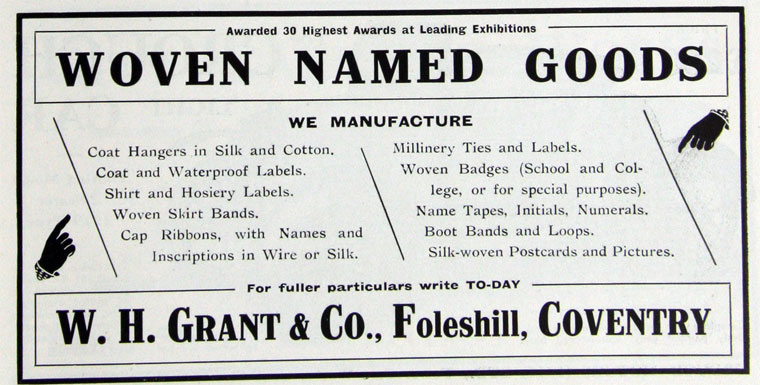 Awarded 30 Highest Awards at Leading Exhibitions
WOVEN NAMED GOODS
WE MANUFACTURE
Coat Hangers in Silk and Cotton.
Coat and Waterproof Labels.
Shirt and Hosiery Labels.
Woven Skirt Bands.
Cap Ribbons, with Names and
Inscriptions in Wire or Silk.
Millinery Ties and Labels.
Woven Badges (School and Col-
lege, or for special purposes).
Name Tapes, Initials, Numerals.
Boot Bands and Loops.
Silk-woven Postcards and Pictures.
For fuller particulars write TO-DAY
W. H. GRANT & CO., Foleshill, COVENTRY